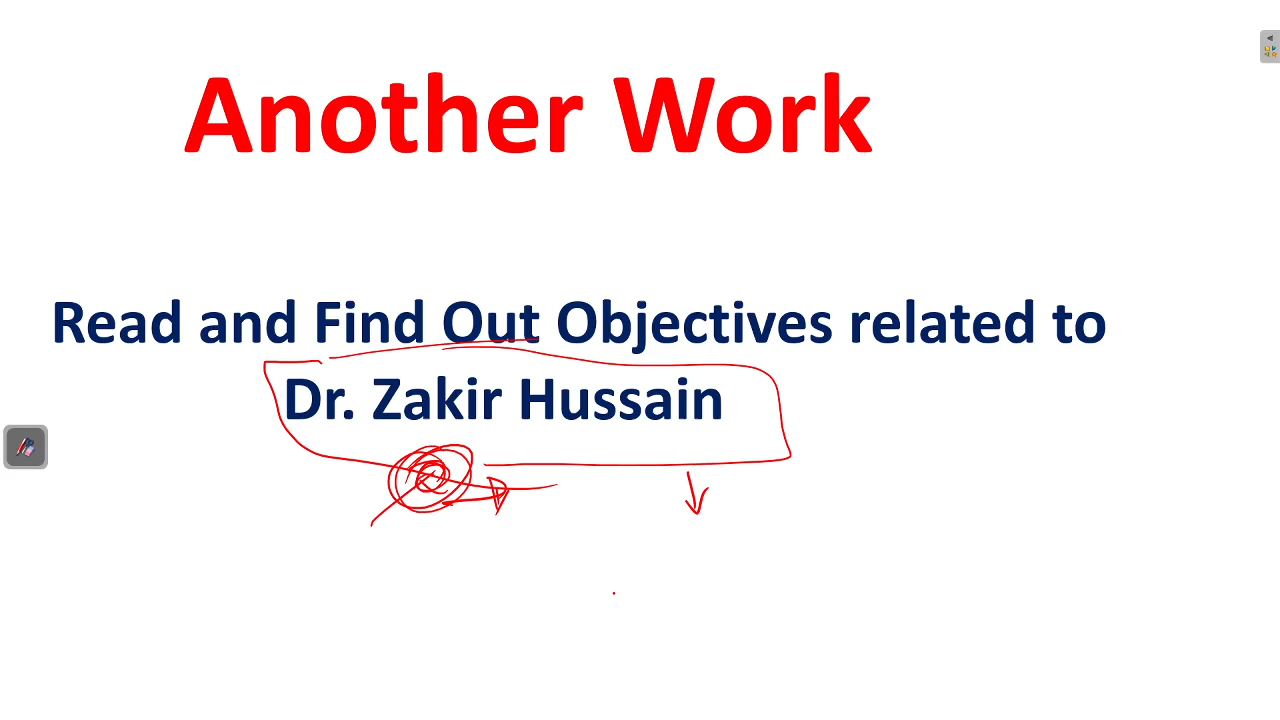 Another Work
Read and Find Out Objectives related to
Dr. Zakir Hussain